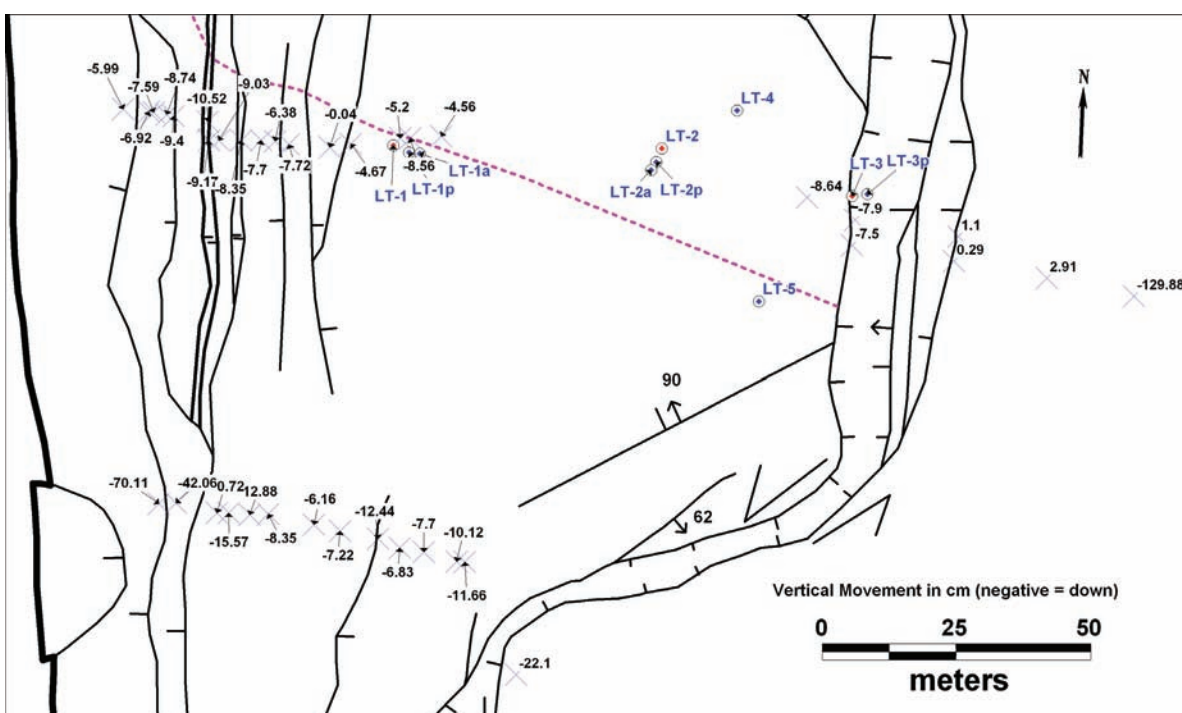 -5.99
-8.74
-7.59
-10.52
-9.03
-6.92
-9.4
-6.38
-0.04
-5.2
-4.56
-9.17
-8.35
-7.7
-7.72
-4.67
-8.56
LT-1a
LT-1
LT-1p
LT-4
LT-2
LT-2a
LT-2p
-8.64
LT-3
LT-3p
-7.9
-7.5
1.1
0.29
2.91
-129.88
N
LT-5
90
62
-70.11
-42.06
0.72
12.88
-15.57
-8.35
-6.16
-7.22
-12.44
-6.83
-7.7
-10.12
-11.66
-22.1
Vertical Movement in cm (negative = down)
0 25 50
meters